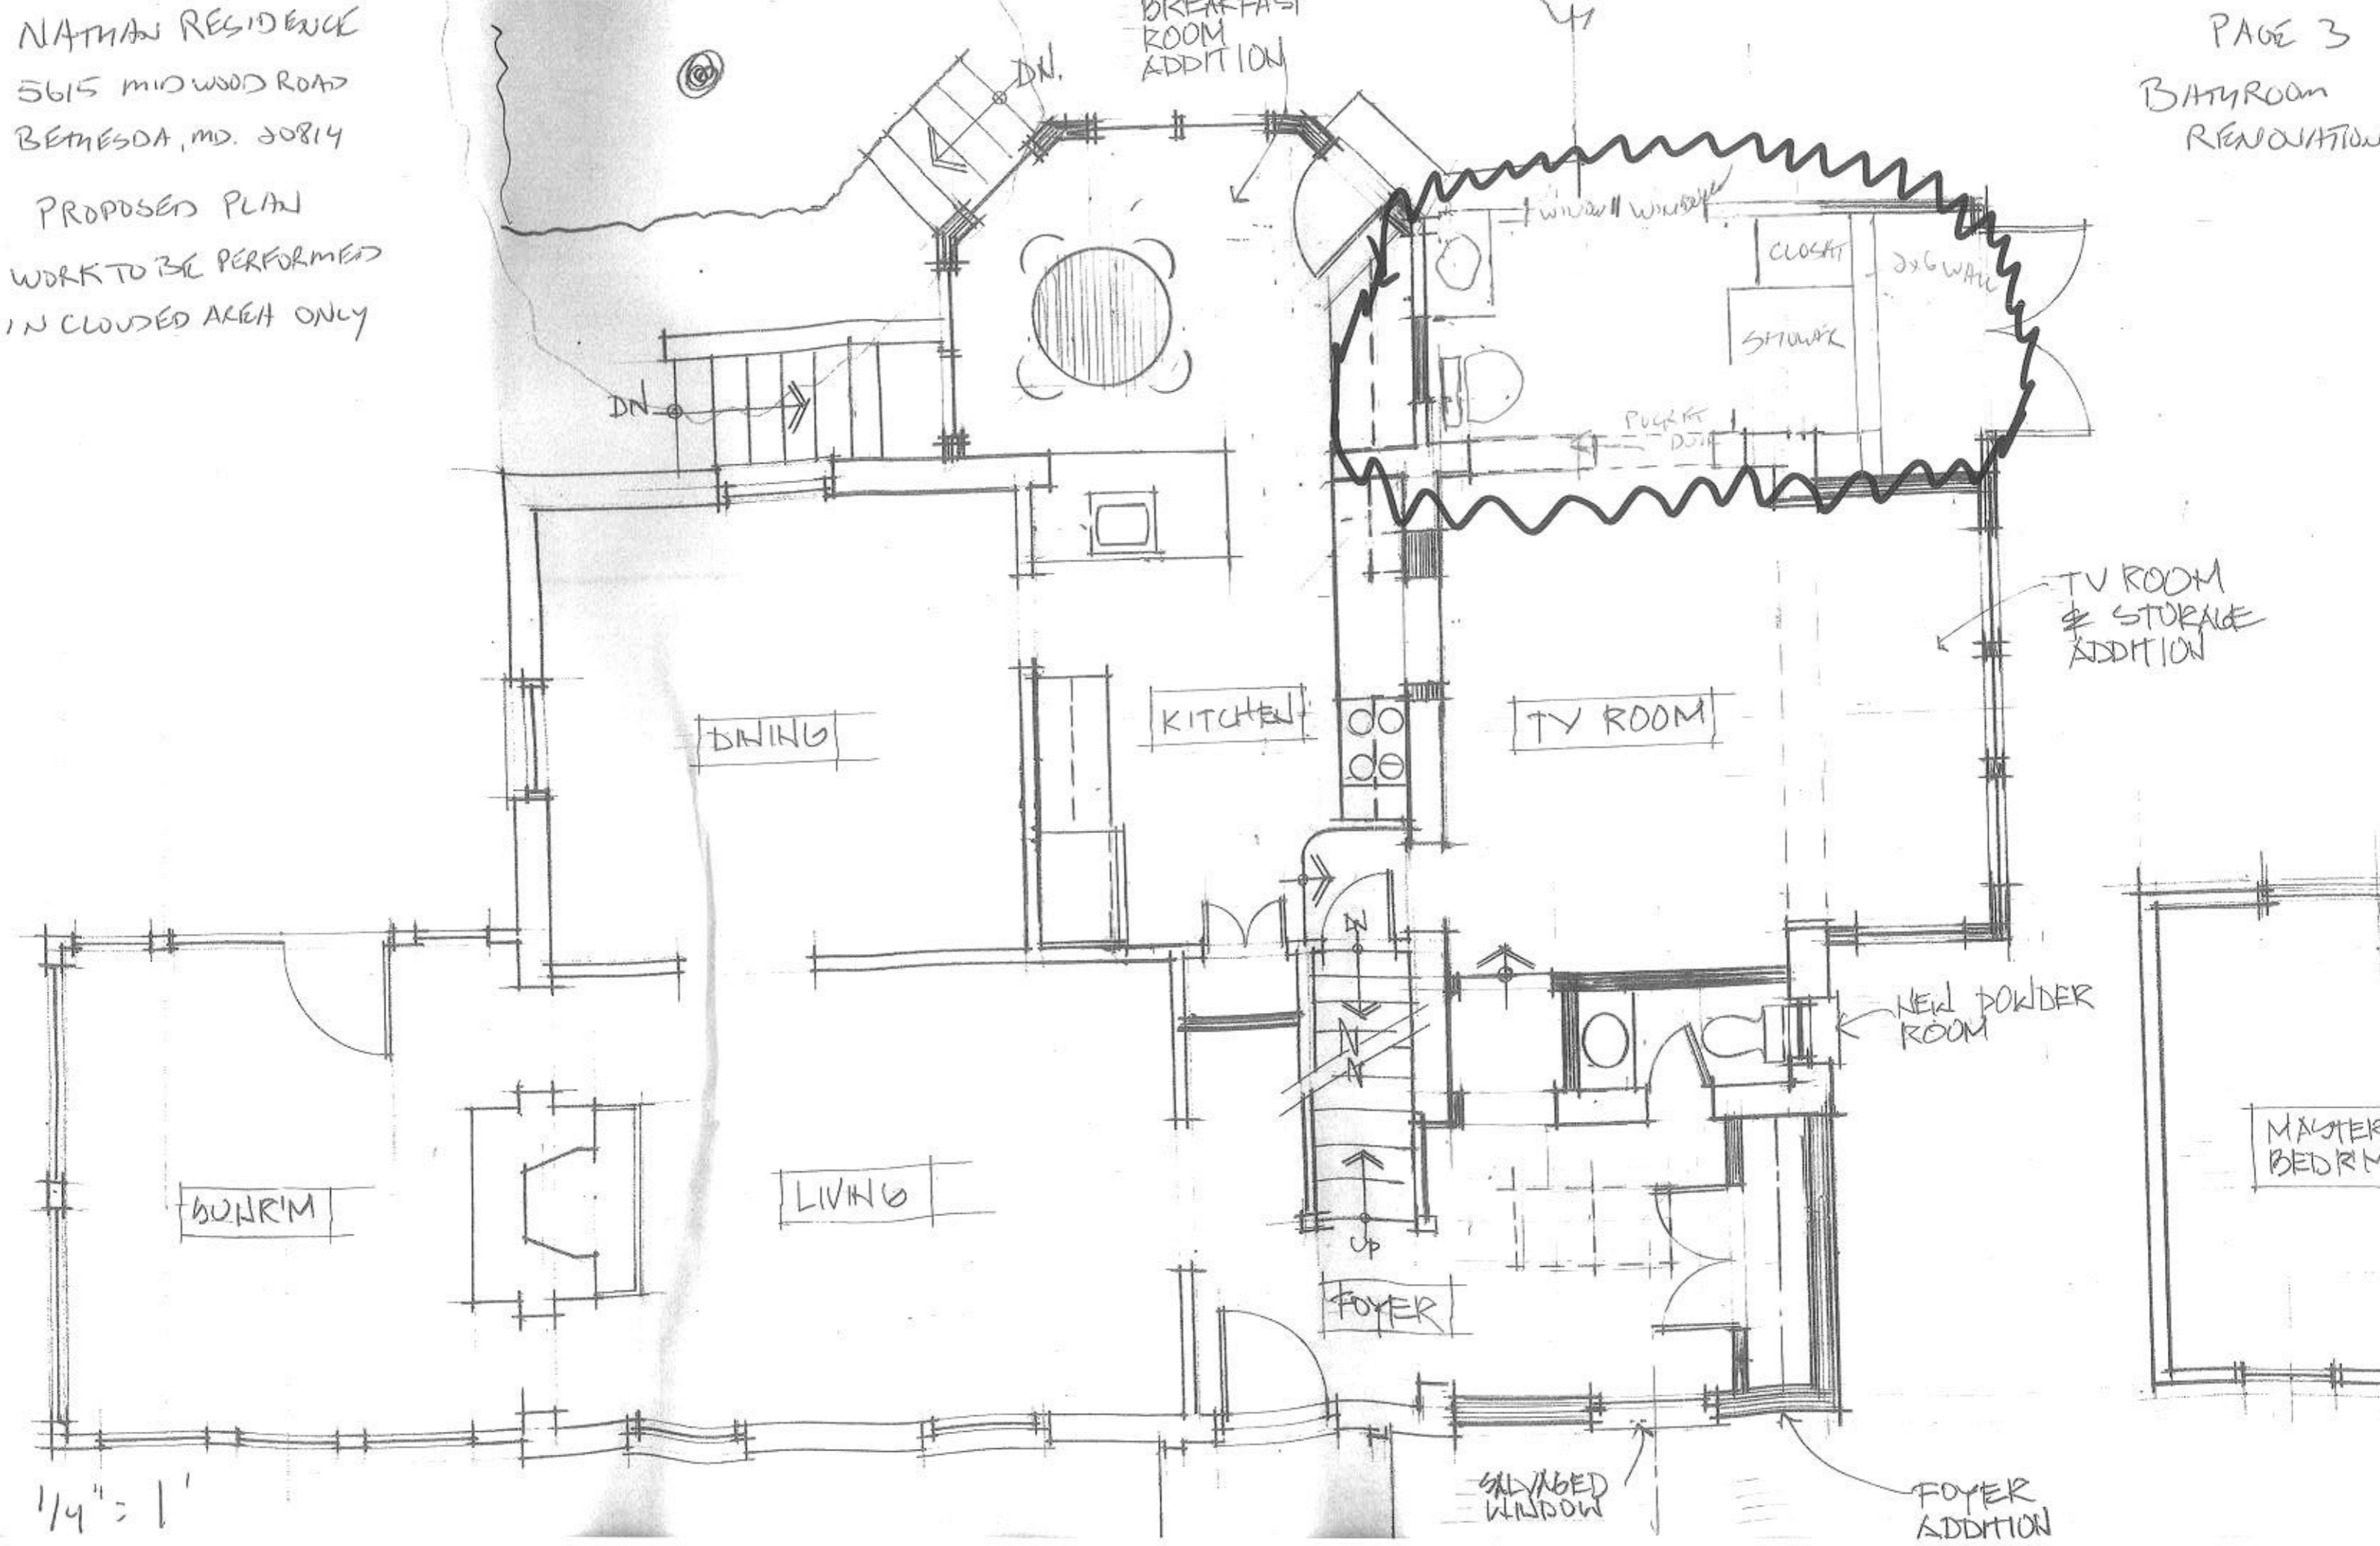 NATHAN RESIDENCE
5615 MIDWOOD ROAD
BETHESDA, MD. 20814
PROPOSED PLAN
WORK TO BE PERFORMED
IN CLOUDED AREA ONLY
BREAKFAST
ROOM
ADDITION
DN.
PAGE 3
BATHROOM
RENOVATION
WINDOW WINDOW
CLOSET
2x6 WALL
SHOWER
POCKET
DOOR
DN
TV ROOM
& STORAGE
ADDITION
DINING
KITCHEN
TV ROOM
DN
NEW POWDER
ROOM
MASTER
BEDRM
SUNR'M
LIVING
UP
FOYER
SALVAGED
WINDOW
FOYER
ADDITION
1/4" = 1'